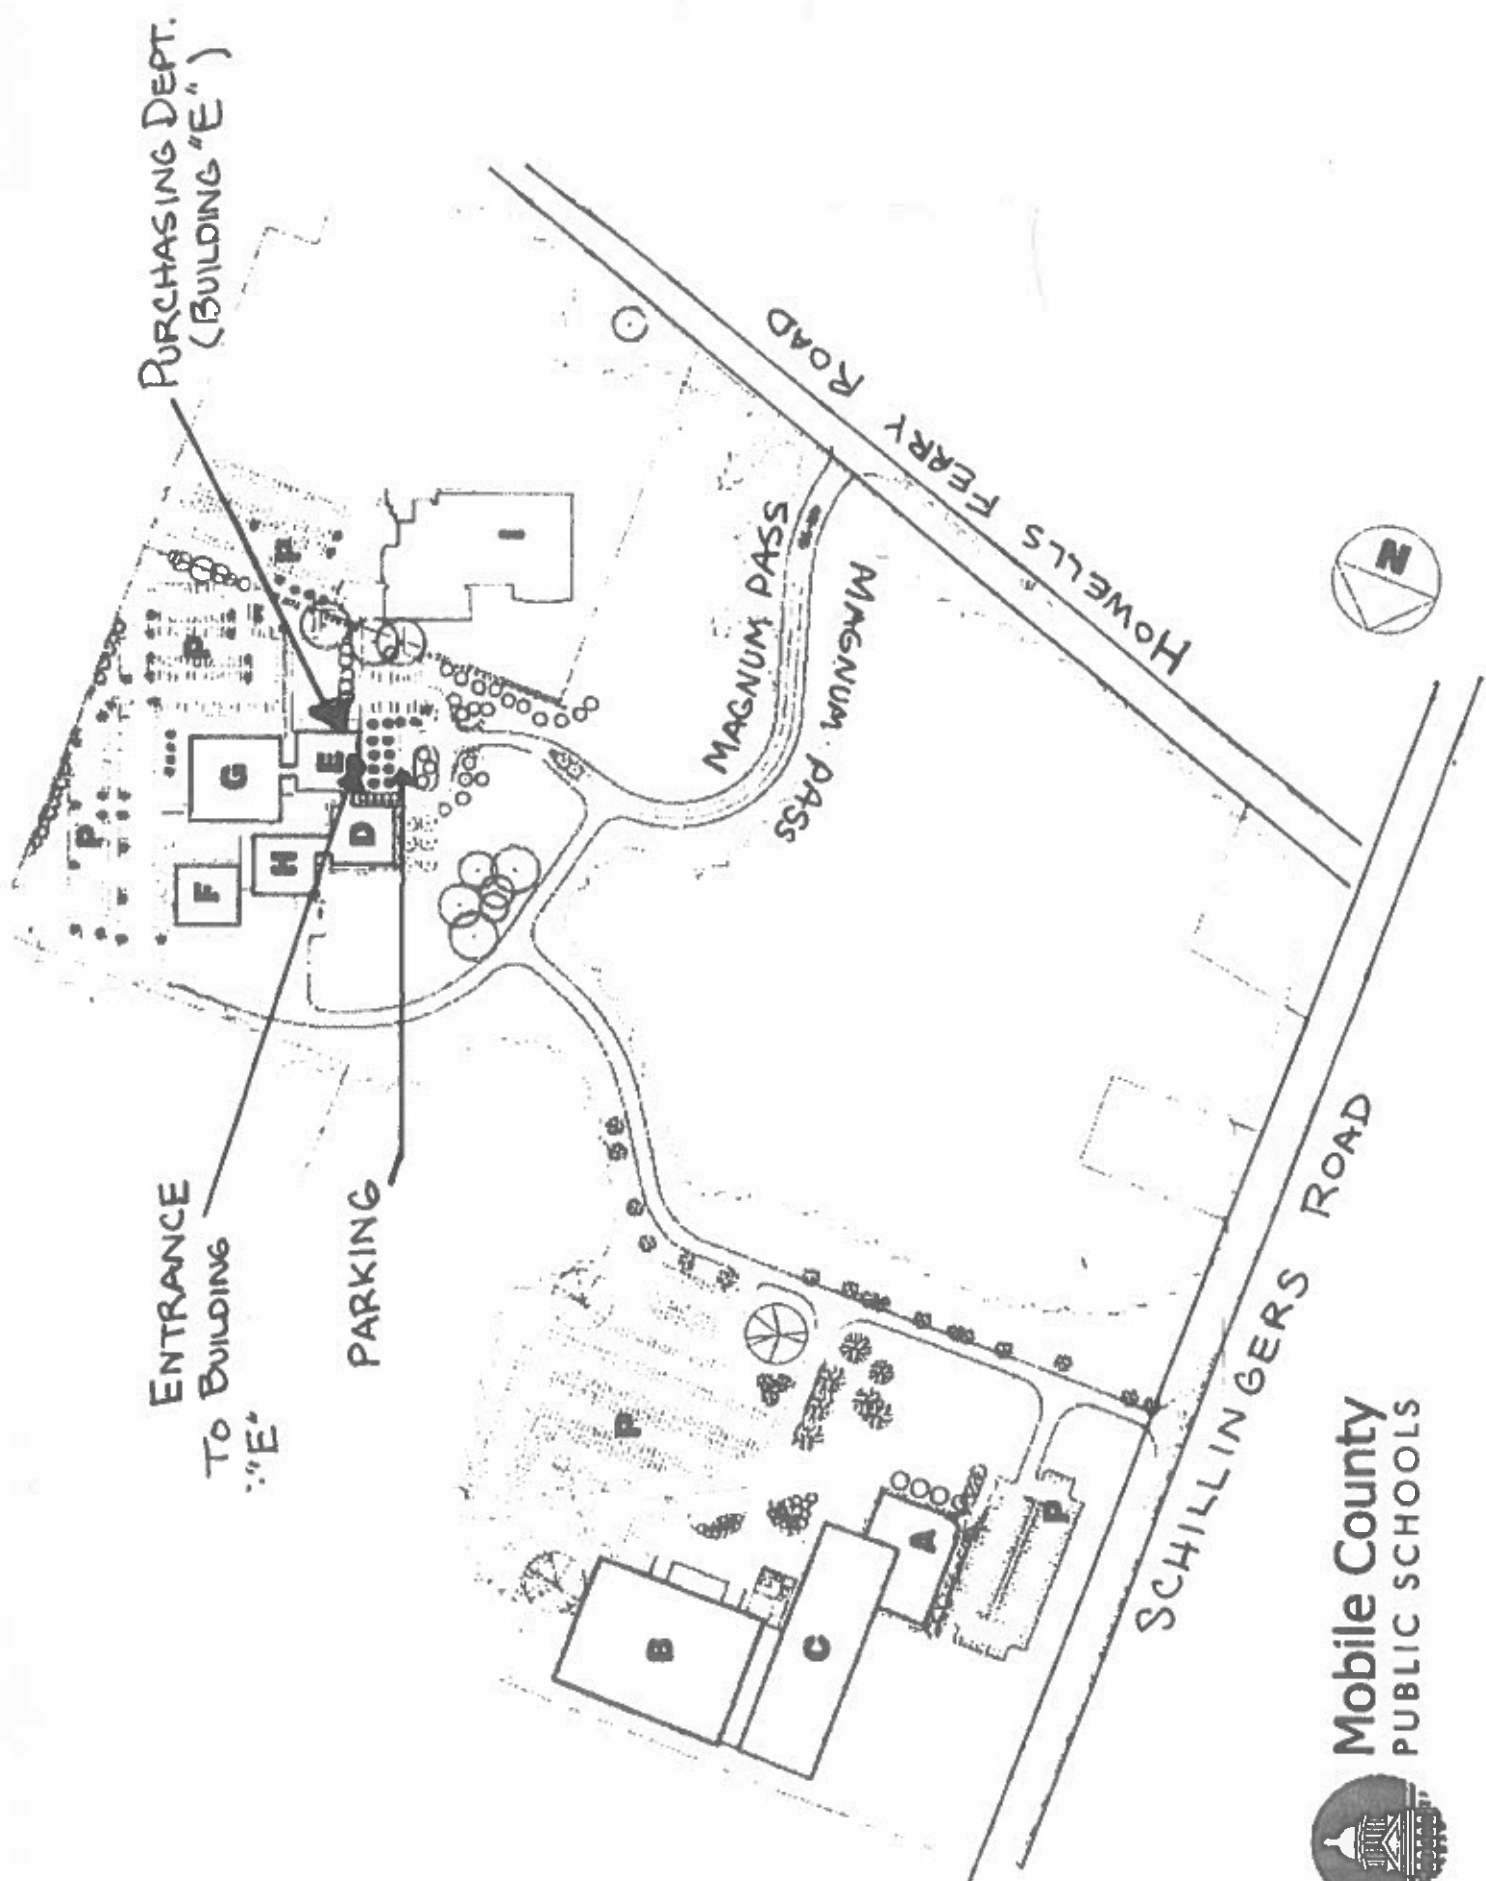 PURCHASING DEPT.
(BUILDING "E")
ENTRANCE
TO BUILDING
"E"
PARKING
P
P
P
G
E
F
H
D
I
MAGNUM PASS
MAGNUM PASS
HOWELLS FERRY ROAD
N
P
B
C
A
P
SCHILLINGERS ROAD
Mobile County
PUBLIC SCHOOLS